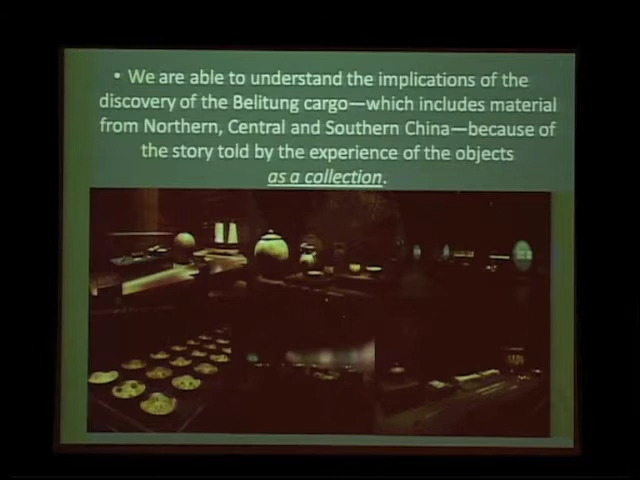 • We are able to understand the implications of the
discovery of the Belitung cargo—which includes material
from Northern, Central and Southern China—because of
the story told by the experience of the objects
as a collection.